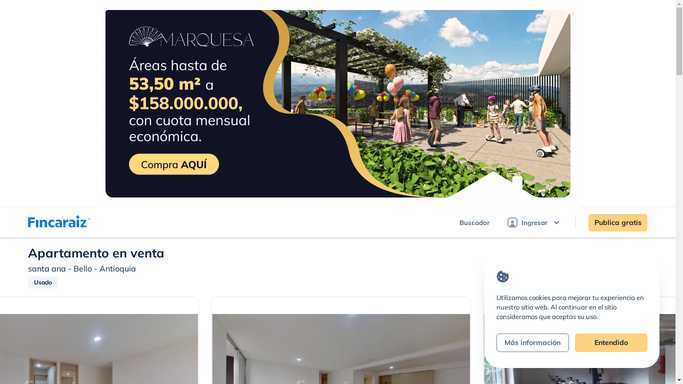 MARQUESA
Áreas hasta de
53,50 m² a
$158.000.000,
con cuota mensual
económica.
Compra AQUÍ
Fincaraiz
Buscador
Ingresar
Publica gratis
Apartamento en venta
santa ana - Bello - Antioquia
Usado
Utilizamos cookies para mejorar tu experiencia en
nuestro sitio web. Al continuar en el sitio
consideramos que aceptas su uso.
Más información
Entendido